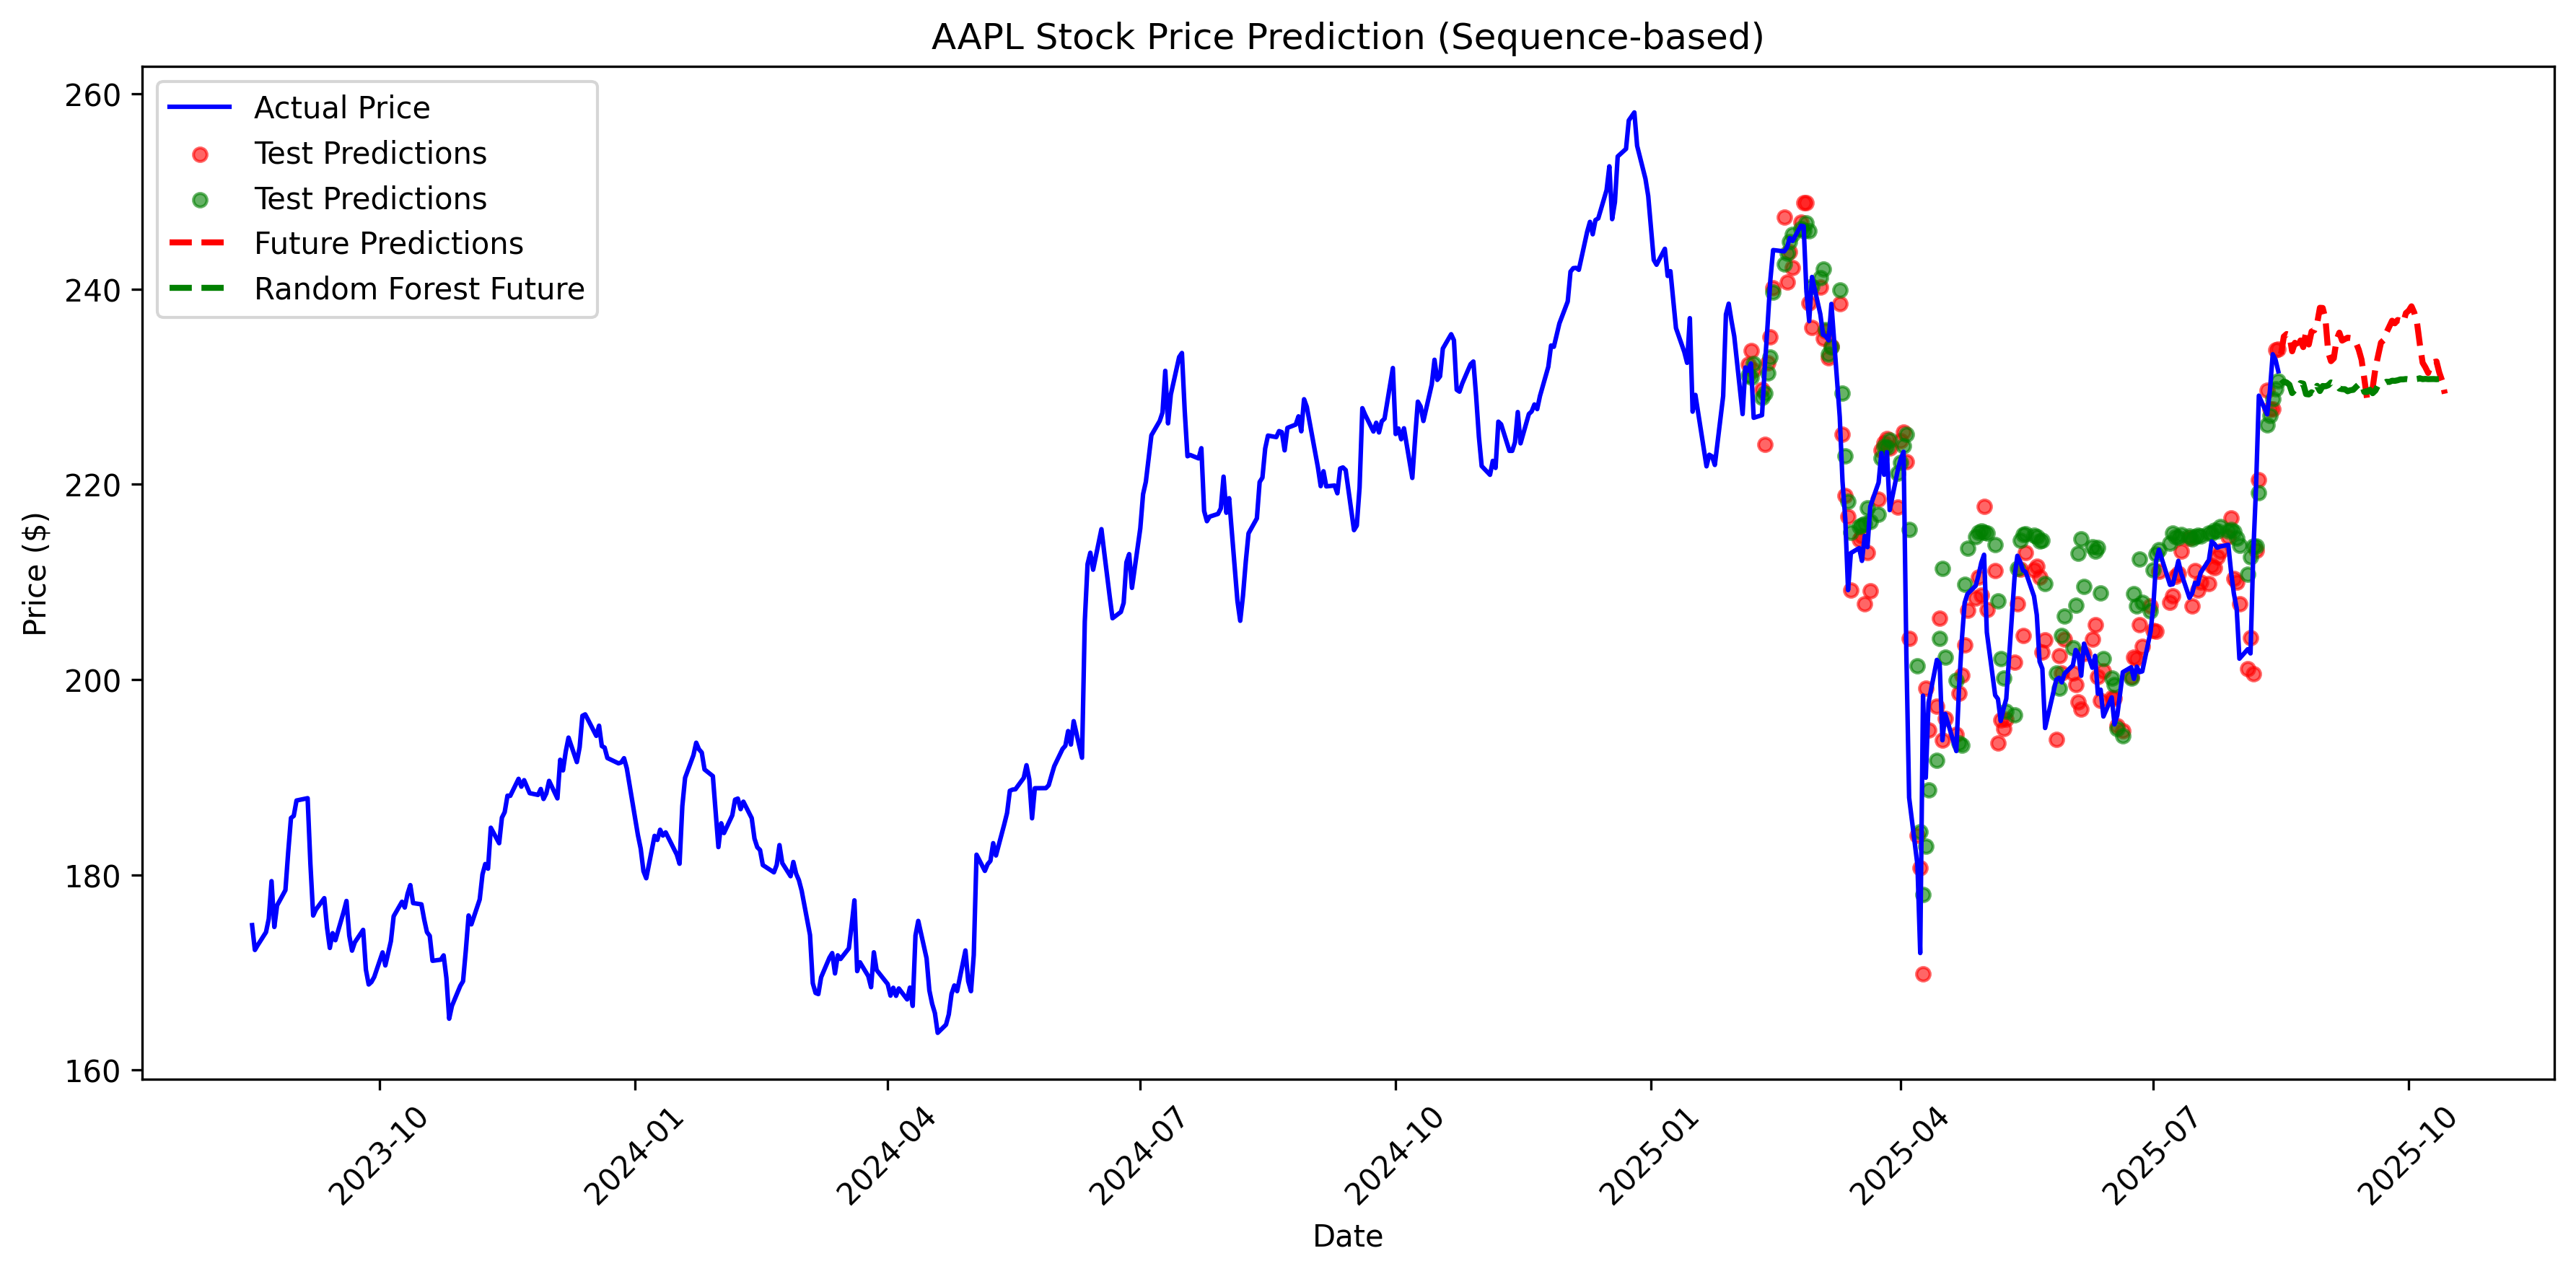 AAPL Stock Price Prediction (Sequence-based)
Actual Price
Test Predictions
Test Predictions
Future Predictions
Random Forest Future
260
240
220
200
180
160
Price ($)
2023-10
2024-01
2024-04
2024-07
2024-10
2025-01
2025-04
2025-07
2025-10
Date